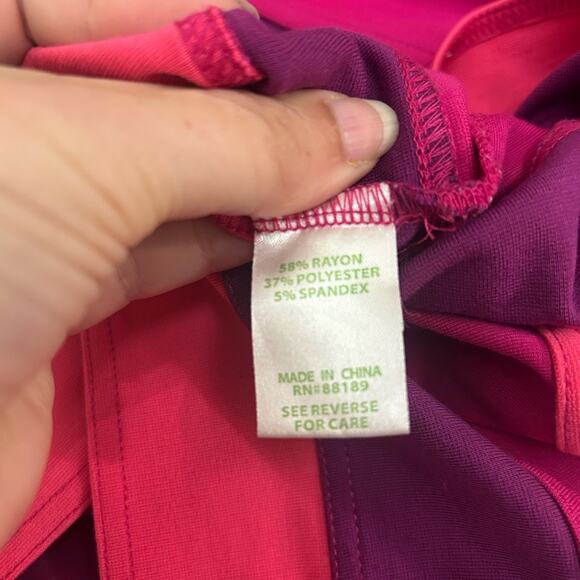 58% RAYON
37% POLYESTER
5% SPANDEX
MADE IN CHINA
RN#88189
SEE REVERSE
FOR CARE